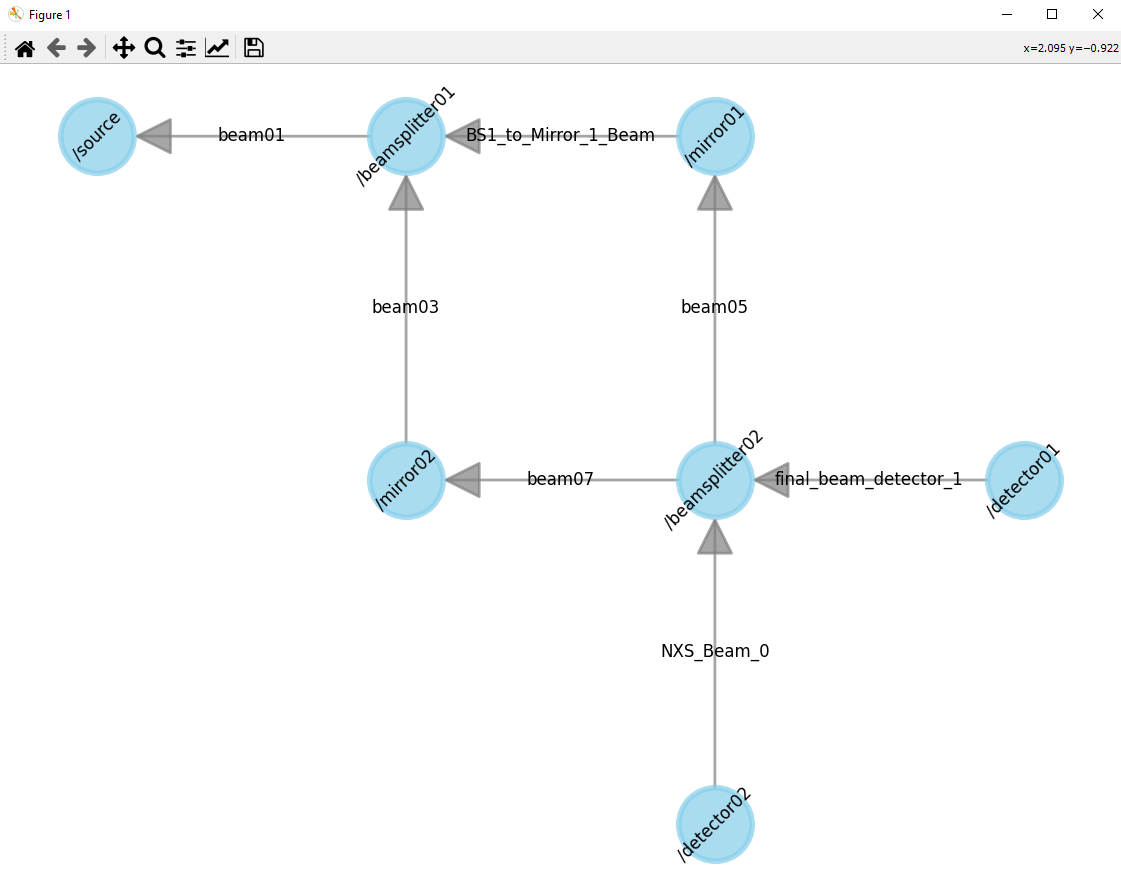 Figure 1
x=2.095 y=−0.922
/source
beam01
/beamsplitter01
BS1_to_Mirror_1_Beam
/mirror01
beam03
beam05
/mirror02
beam07
/beamsplitter02
final_beam_detector_1
/detector01
NXS_Beam_0
/detector02